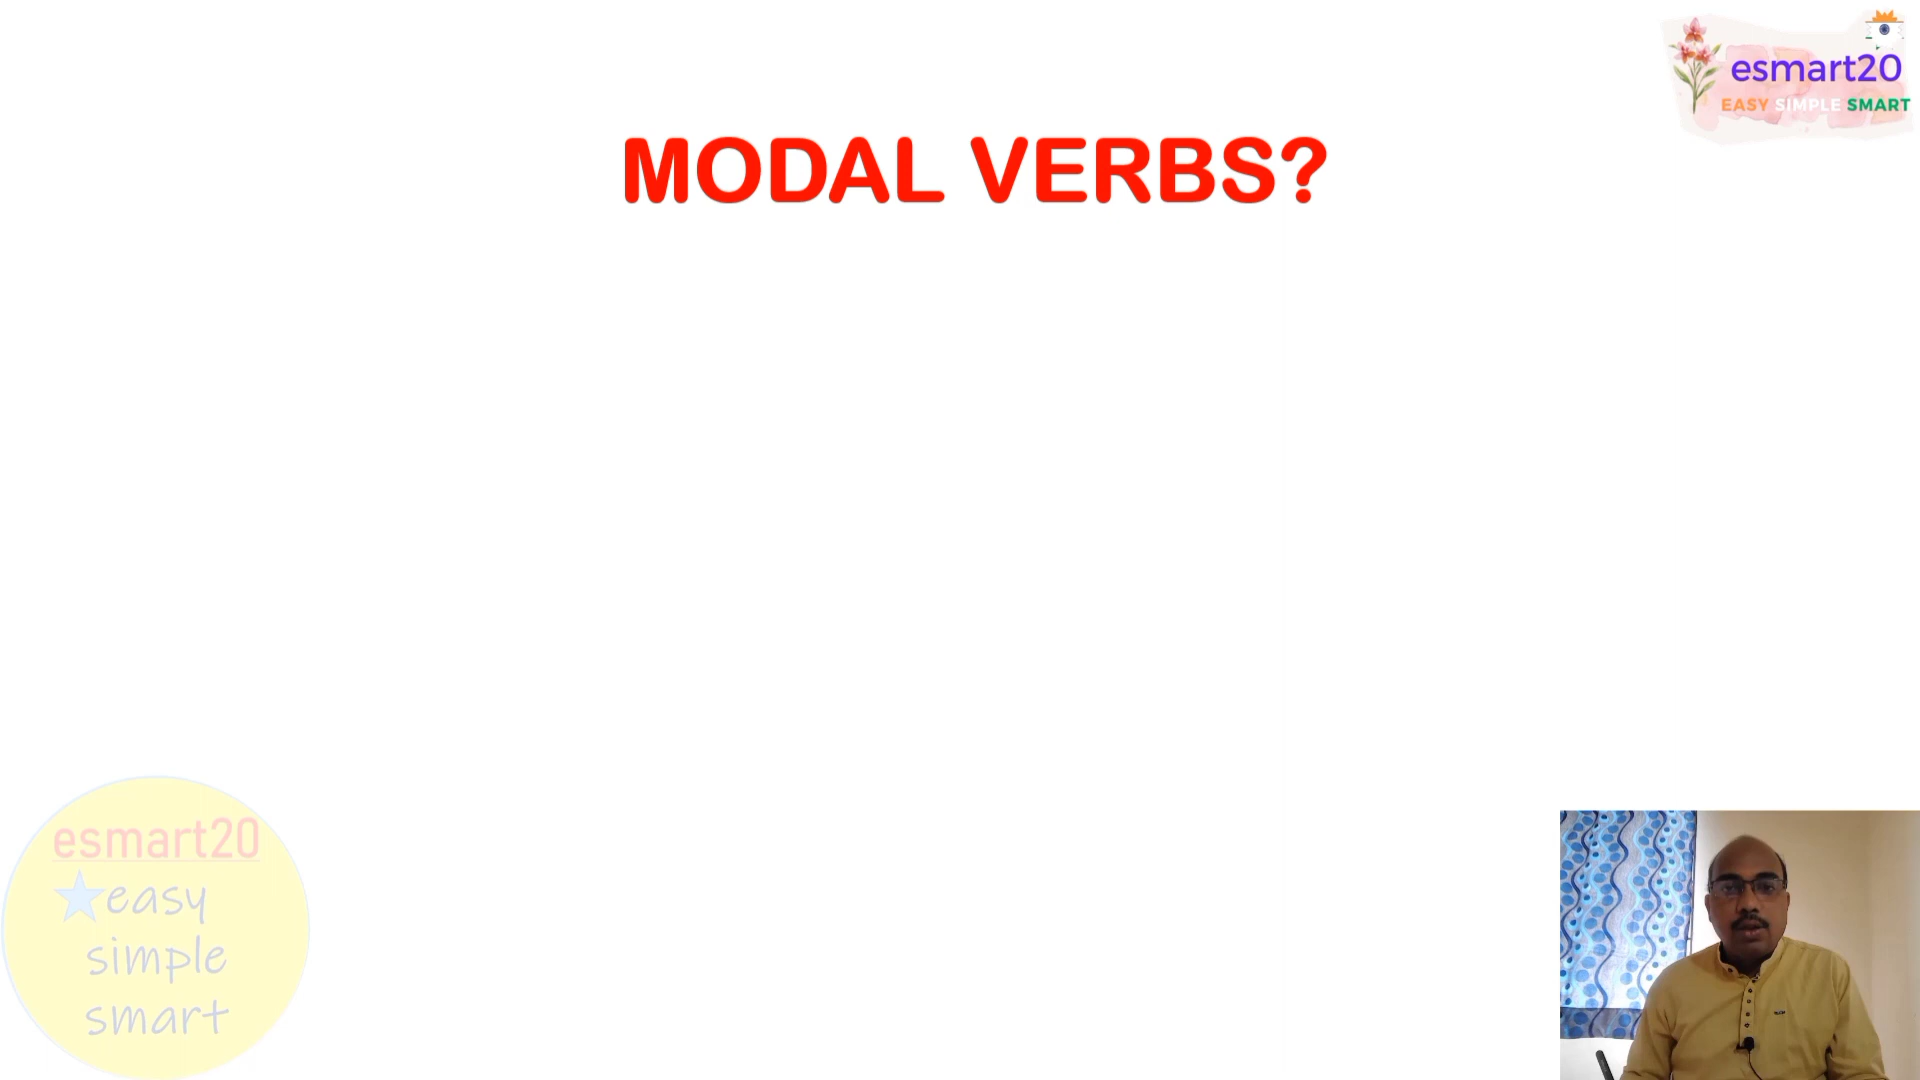 esmart20
EASY SIMPLE SMART
MODAL VERBS?
esmart20
easy
simple
smart